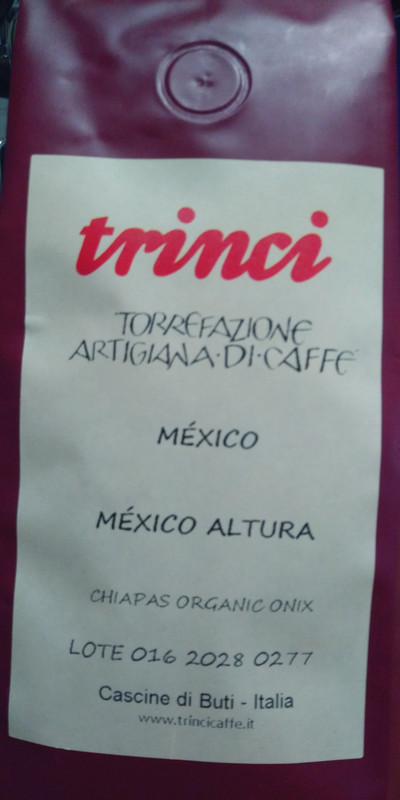 trinci
TORREFAZIONE
ARTIGIANA·DI·CAFFE'
MÉXICO
MÉXICO ALTURA
CHIAPAS ORGANIC ONIX
LOTE 016 2028 0277
Cascine di Buti - Italia
www.trincicaffe.it